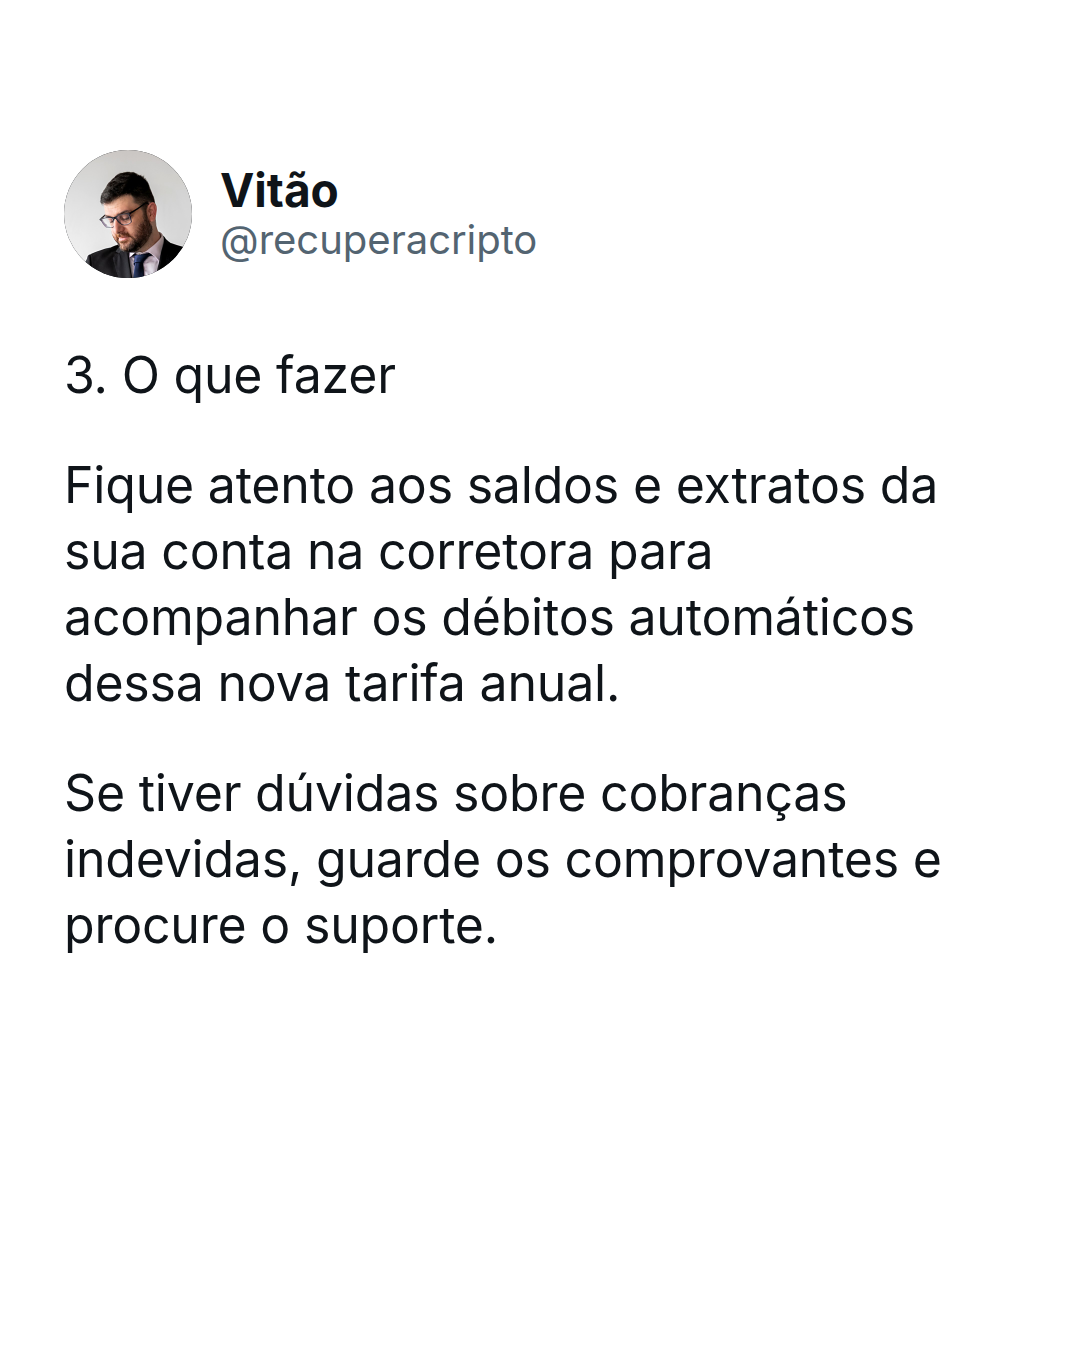 Vitão
@recuperacripto
3. O que fazer
Fique atento aos saldos e extratos da
sua conta na corretora para
acompanhar os débitos automáticos
dessa nova tarifa anual.
Se tiver dúvidas sobre cobranças
indevidas, guarde os comprovantes e
procure o suporte.